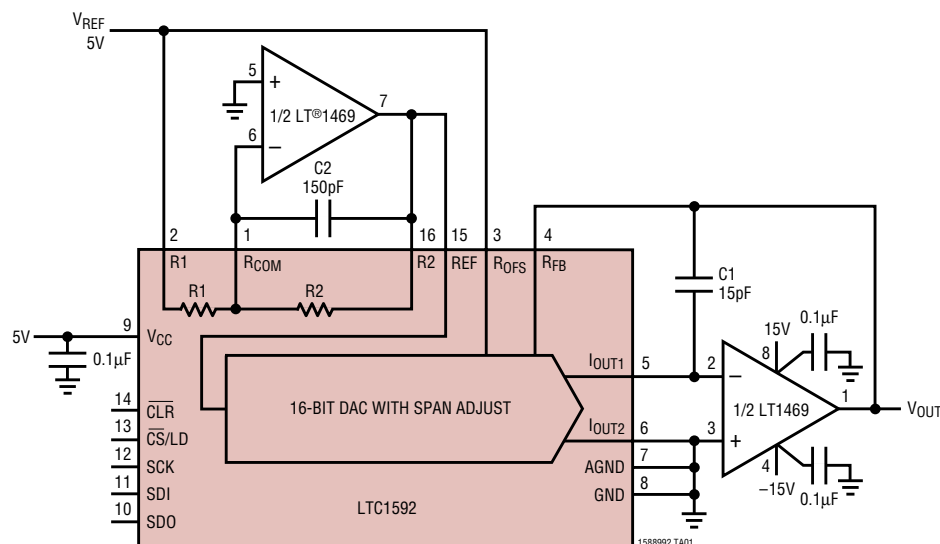 VREF
5V
5
+
7
1/2 LT®1469
6
–
C2
150pF
2
1
16
15
3
4
R1
RCOM
R2
REF
ROFS
RFB
R1
R2
C1
15pF
5V
9
VCC
0.1µF
15V
0.1µF
8
IOUT1
5
2
–
16-BIT DAC WITH SPAN ADJUST
1/2 LT1469
1
VOUT
14
CLR
13
CS/LD
IOUT2
6
3
+
12
SCK
AGND
7
4
–15V
0.1µF
11
SDI
GND
8
10
SDO
LTC1592
1588992 TA01